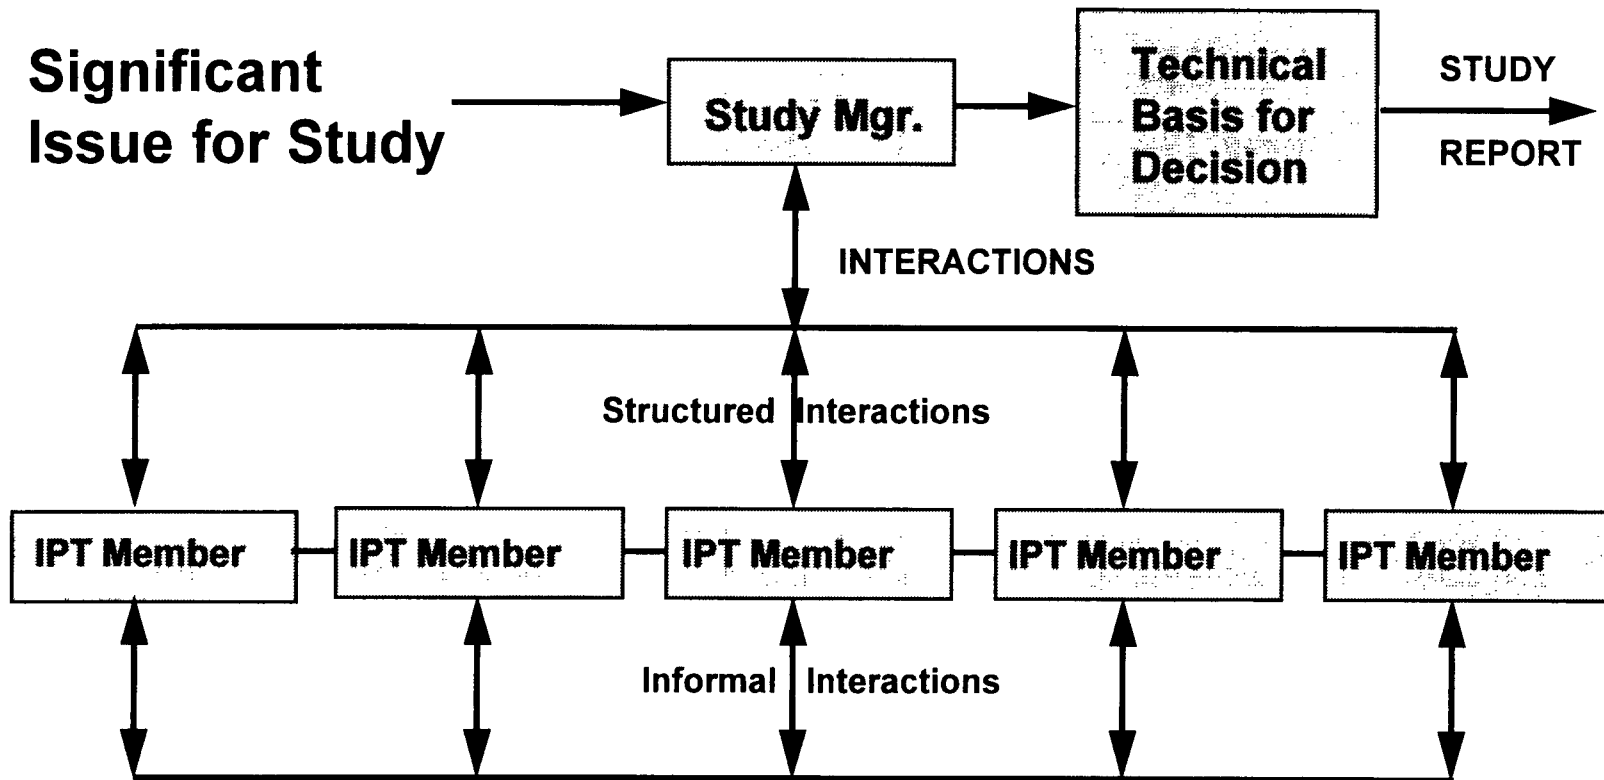 Significant
Issue for Study
Study Mgr.
Technical
Basis for
Decision
STUDY
REPORT
INTERACTIONS
Structured Interactions
IPT Member
IPT Member
IPT Member
IPT Member
IPT Member
Informal Interactions